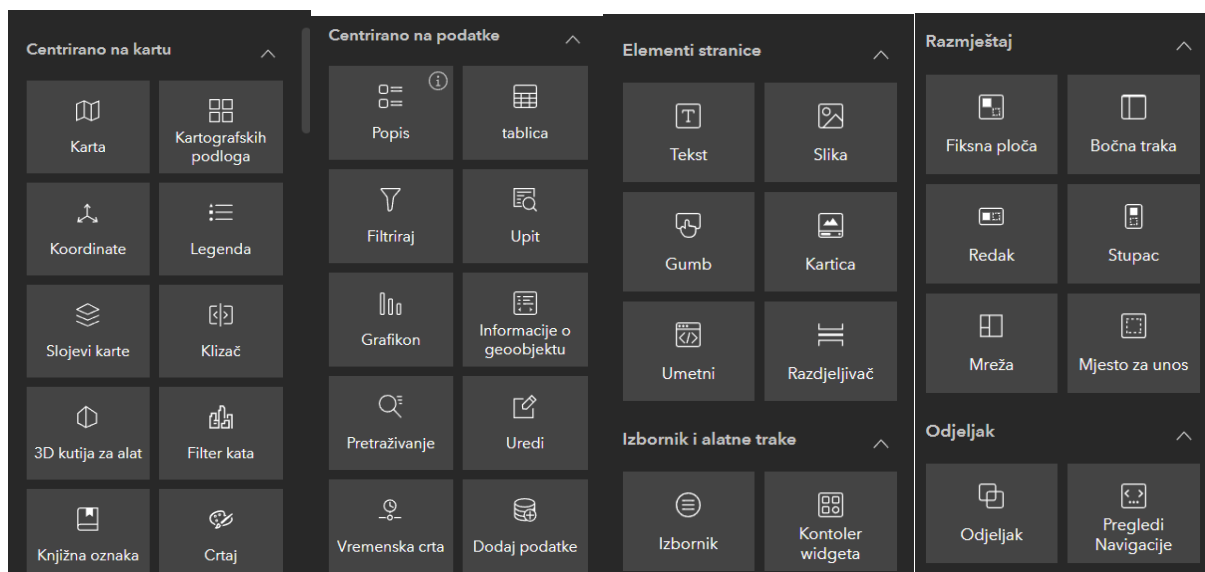 Centrirano na kartu
Karta
Kartografskih
podloga
Koordinate
Legenda
Slojevi karte
Klizač
3D kutija za alat
Filter kata
Knjižna oznaka
Crtaj
Centrirano na podatke
Popis
tablica
Filtriraj
Upit
Grafikon
Informacije o
geoobjektu
Pretraživanje
Uredi
Vremenska crta
Dodaj podatke
Elementi stranice
Tekst
Slika
Gumb
Kartica
Umetni
Razdjeljivač
Izbornik i alatne trake
Izbornik
Kontoler
widgeta
Razmještaj
Fiksna ploča
Bočna traka
Redak
Stupac
Mreža
Mjesto za unos
Odjeljak
Odjeljak
Pregledi
Navigacije